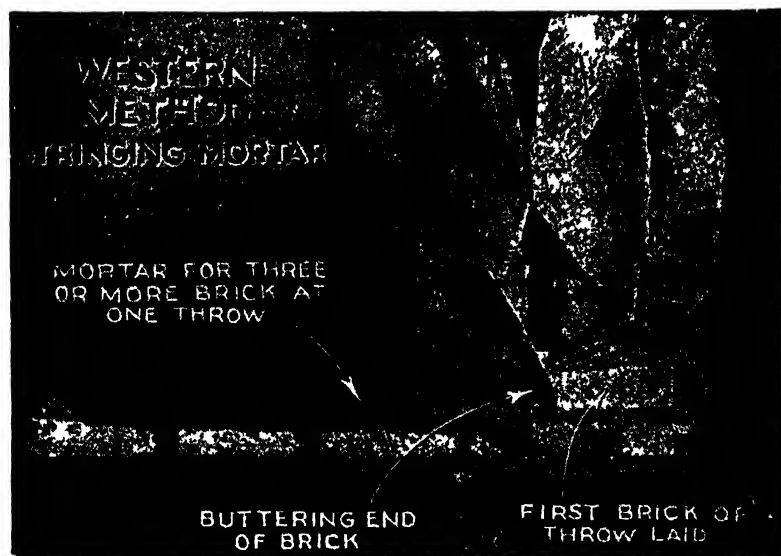 WESTERN
METHOD
STRINGING MORTAR
MORTAR FOR THREE
OR MORE BRICK AT
ONE THROW
BUTTERING END
OF BRICK
FIRST BRICK OF
THROW LAID